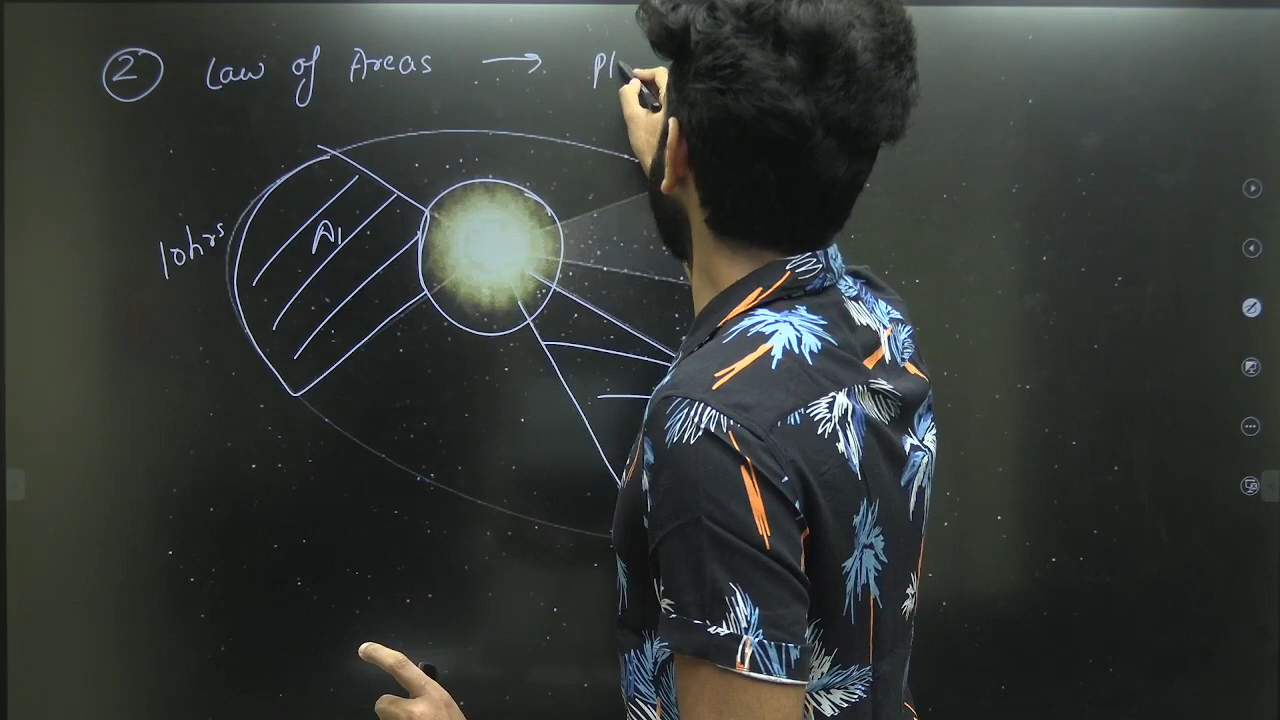 2 Law of Areas → Pl
A1
10hrs